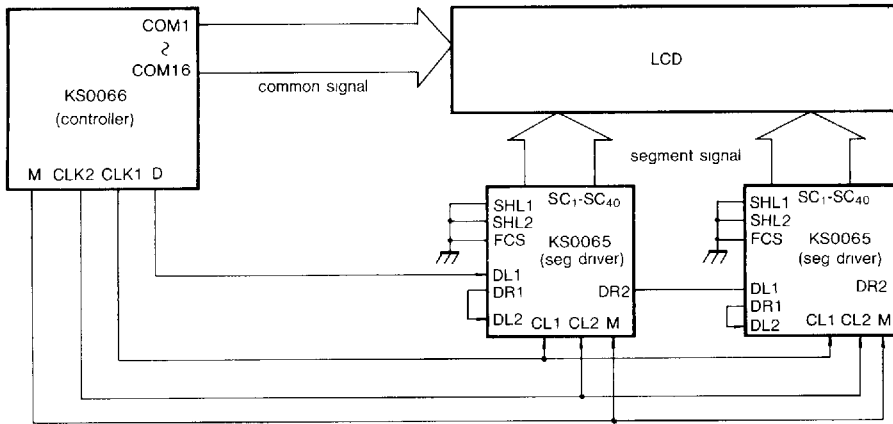 COM1
~
COM16
KS0066
(controller)
M CLK2 CLK1 D
common signal
LCD
segment signal
SC1-SC40
SHL1
SHL2
FCS
KS0065
(seg driver)
DL1
DR1
DL2
DR2
CL1 CL2 M
SC1-SC40
SHL1
SHL2
FCS
KS0065
(seg driver)
DL1
DR1
DL2
DR2
CL1 CL2 M